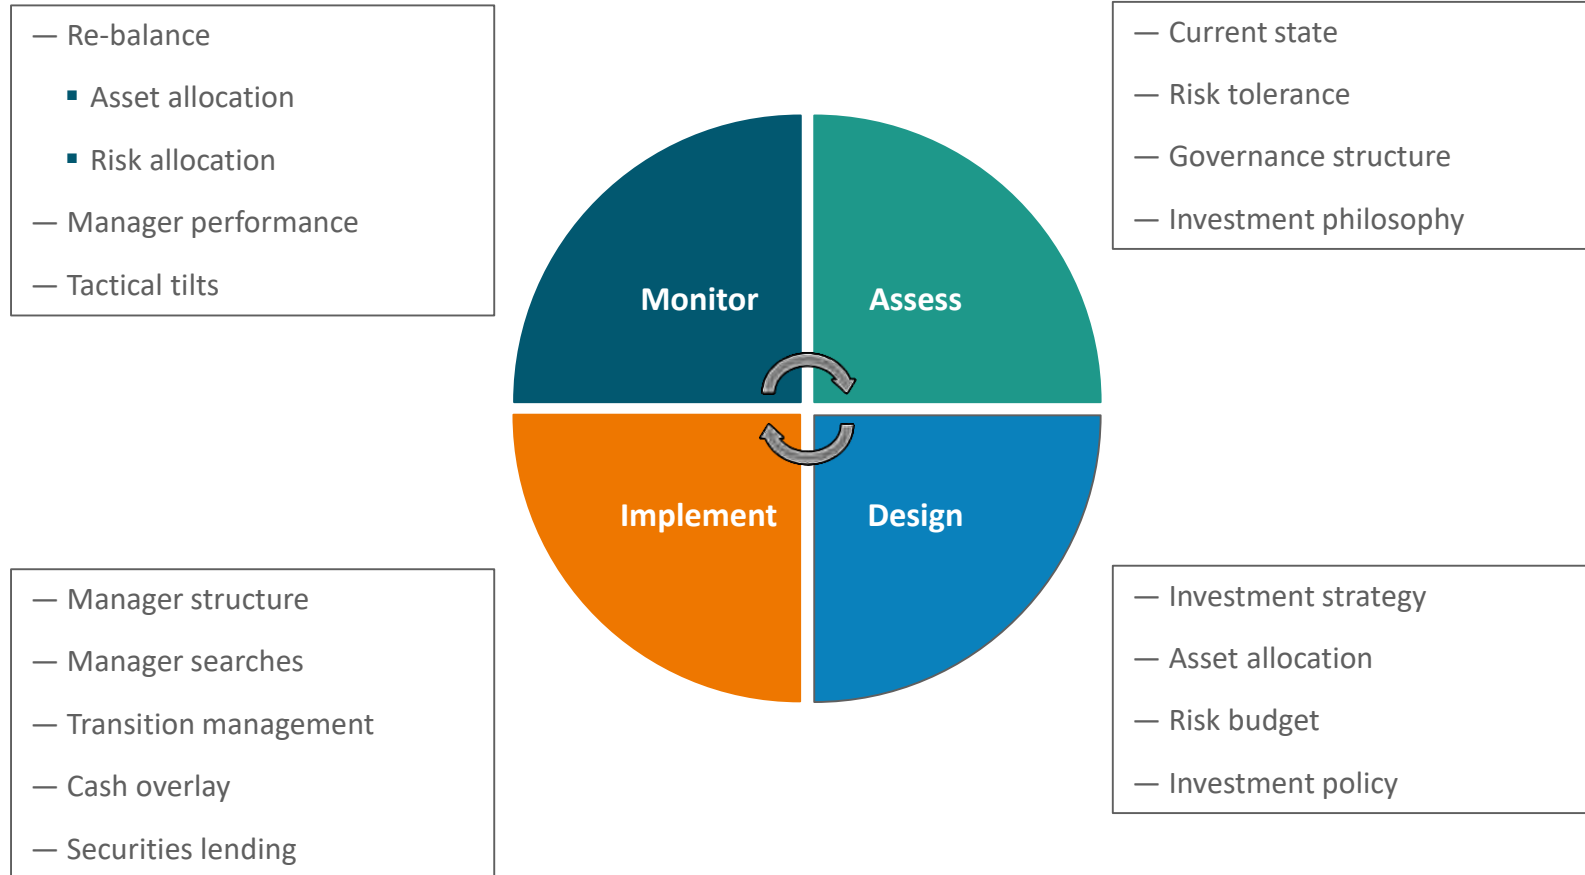 — Re-balance
▪ Asset allocation
▪ Risk allocation
— Manager performance
— Tactical tilts
— Current state
— Risk tolerance
— Governance structure
— Investment philosophy
Monitor
Assess
Implement
Design
— Manager structure
— Manager searches
— Transition management
— Cash overlay
— Securities lending
— Investment strategy
— Asset allocation
— Risk budget
— Investment policy